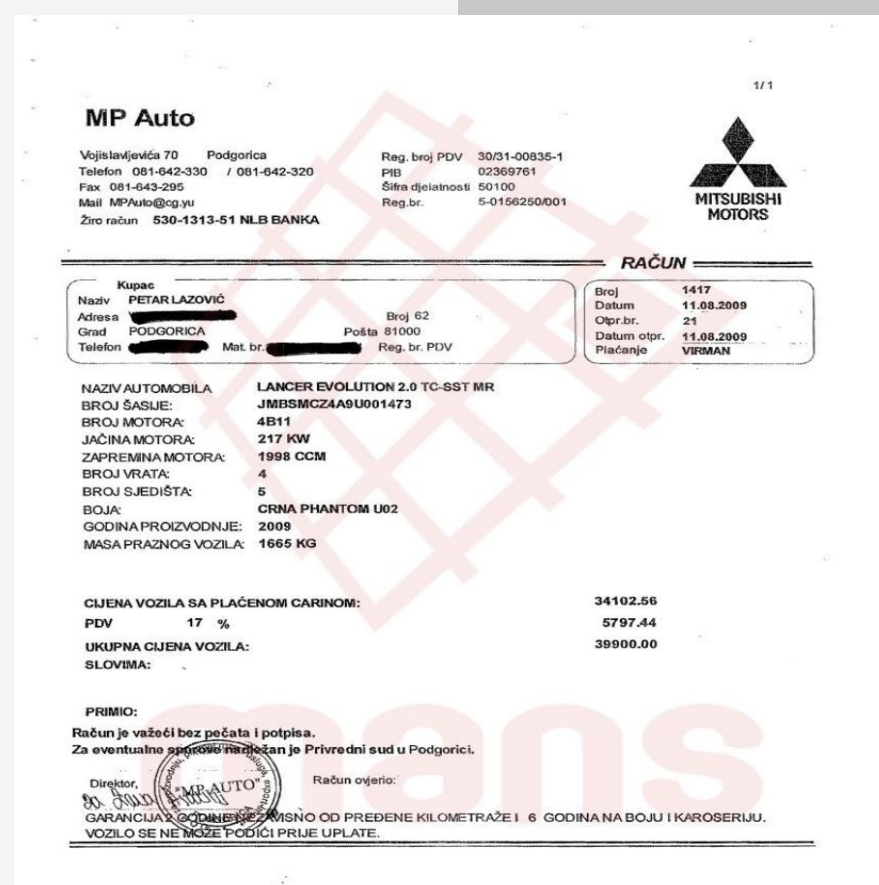 1/1
MP Auto
Vojislavljevića 70 Podgorica
Telefon 081-642-330 / 081-642-320
Fax 081-643-295
Mail MPAuto@cg.yu
Žiro račun 530-1313-51 NLB BANKA
Reg. broj PDV 30/31-00835-1
PIB 02369761
Šifra djelatnosti 50100
Reg.br. 5-0156250/001
MITSUBISHI
MOTORS
RAČUN
Kupac
Naziv PETAR LAZOVIĆ
Adresa Broj 62
Grad PODGORICA Pošta 81000
Telefon Mat. br. Reg. br. PDV
Broj 1417
Datum 11.08.2009
Otpr.br. 21
Datum otpr. 11.08.2009
Plaćanje VIRMAN
NAZIV AUTOMOBILA LANCER EVOLUTION 2.0 TC-SST MR
BROJ ŠASIJE: JMBSMCZ4A9U001473
BROJ MOTORA: 4B11
JAČINA MOTORA: 217 KW
ZAPREMINA MOTORA: 1998 CCM
BROJ VRATA: 4
BROJ SJEDIŠTA: 5
BOJA: CRNA PHANTOM U02
GODINA PROIZVODNJE: 2009
MASA PRAZNOG VOZILA: 1665 KG
CIJENA VOZILA SA PLAĆENOM CARINOM: 34102.56
PDV 17 % 5797.44
UKUPNA CIJENA VOZILA: 39900.00
SLOVIMA:
PRIMIO:
Račun je važeći bez pečata i potpisa.
Za eventualne sporove nadležan je Privredni sud u Podgorici.
Direktor, Račun ovjerio:
"MP AUTO"
GARANCIJA 2 GODINE NEZAVISNO OD PREĐENE KILOMETRAŽE I 6 GODINA NA BOJU I KAROSERIJU.
VOZILO SE NE MOŽE PODIĆI PRIJE UPLATE.
mans